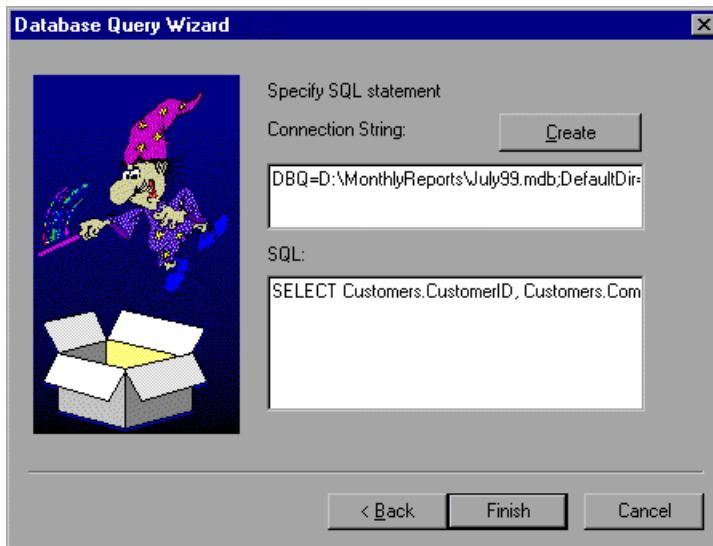 Database Query Wizard
Specify SQL statement
Connection String:
Create
DBQ=D:\MonthlyReports\July99.mdb;DefaultDir=
SQL:
SELECT Customers.CustomerID, Customers.Com
< Back
Finish
Cancel